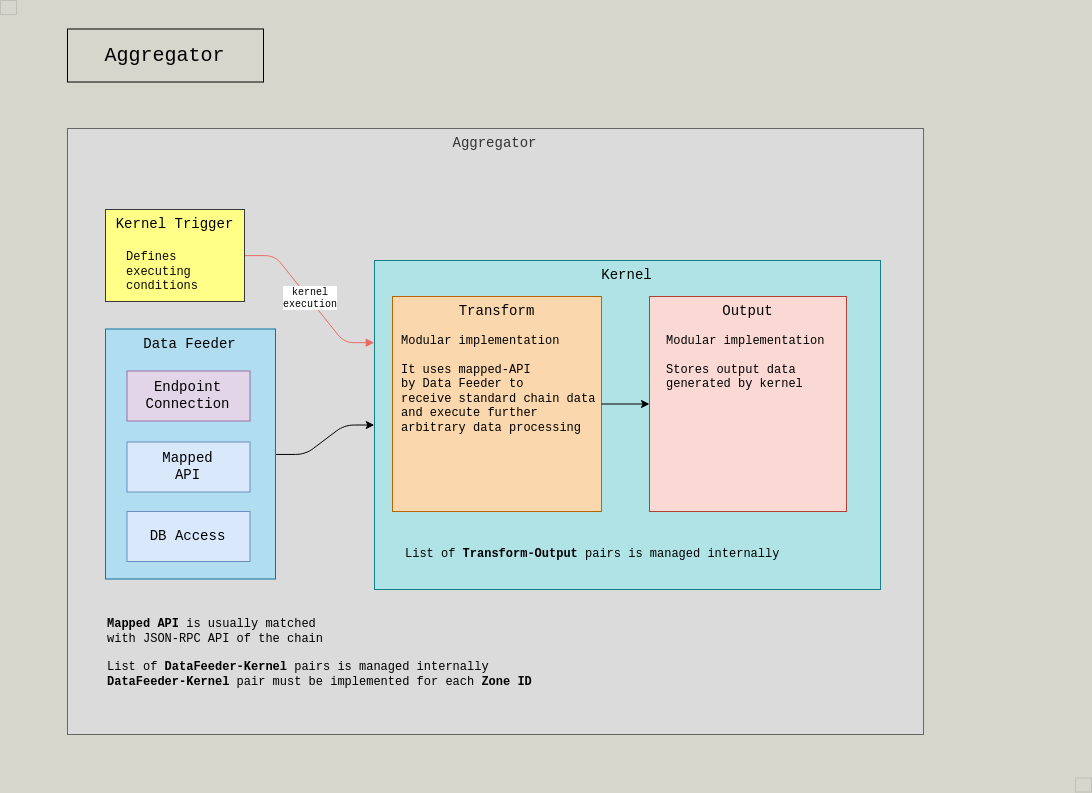 Aggregator
Aggregator
Kernel Trigger
Defines
executing
conditions
kernel
execution
Data Feeder
Endpoint
Connection
Mapped
API
DB Access
Kernel
Transform
Modular implementation
It uses mapped-API
by Data Feeder to
receive standard chain data
and execute further
arbitrary data processing
Output
Modular implementation
Stores output data
generated by kernel
List of Transform-Output pairs is managed internally
Mapped API is usually matched
with JSON-RPC API of the chain
List of DataFeeder-Kernel pairs is managed internally
DataFeeder-Kernel pair must be implemented for each Zone ID